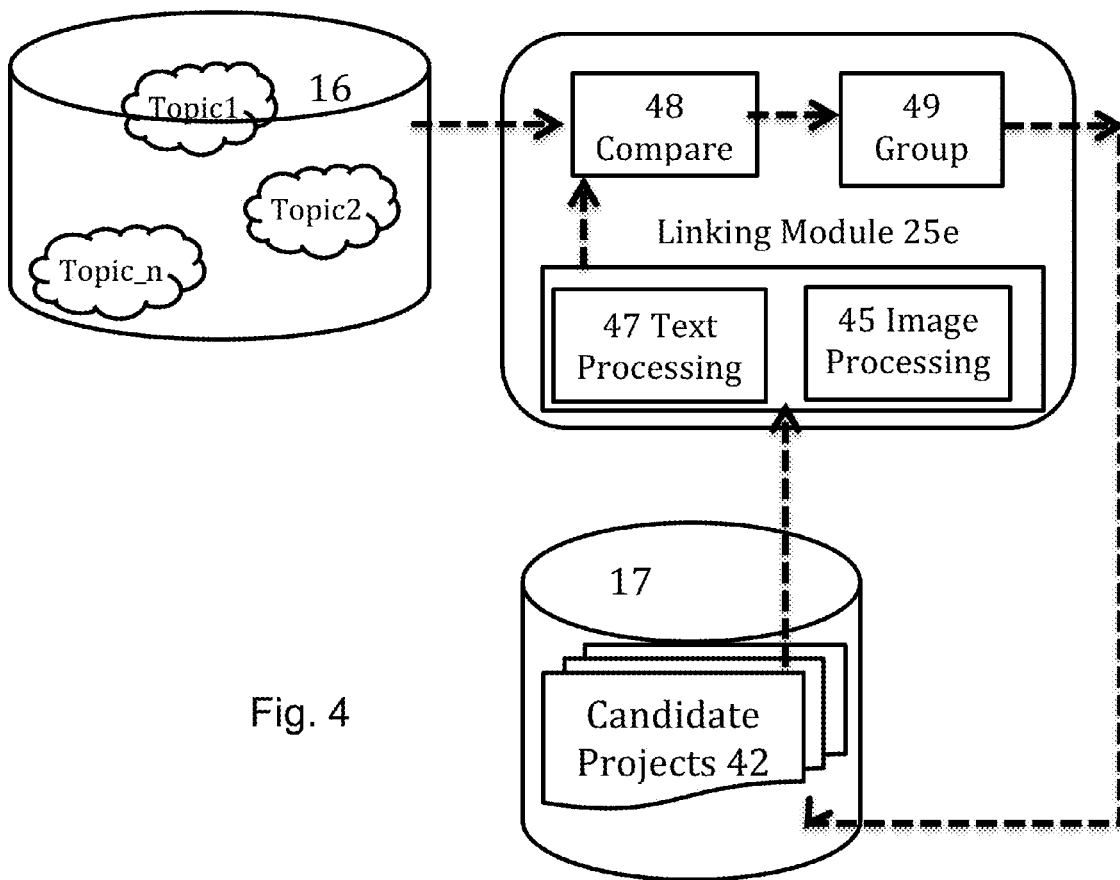 16
Topic1
Topic2
Topic_n
48
Compare
49
Group
Linking Module 25e
47 Text
Processing
45 Image
Processing
17
Candidate
Projects 42
Fig. 4